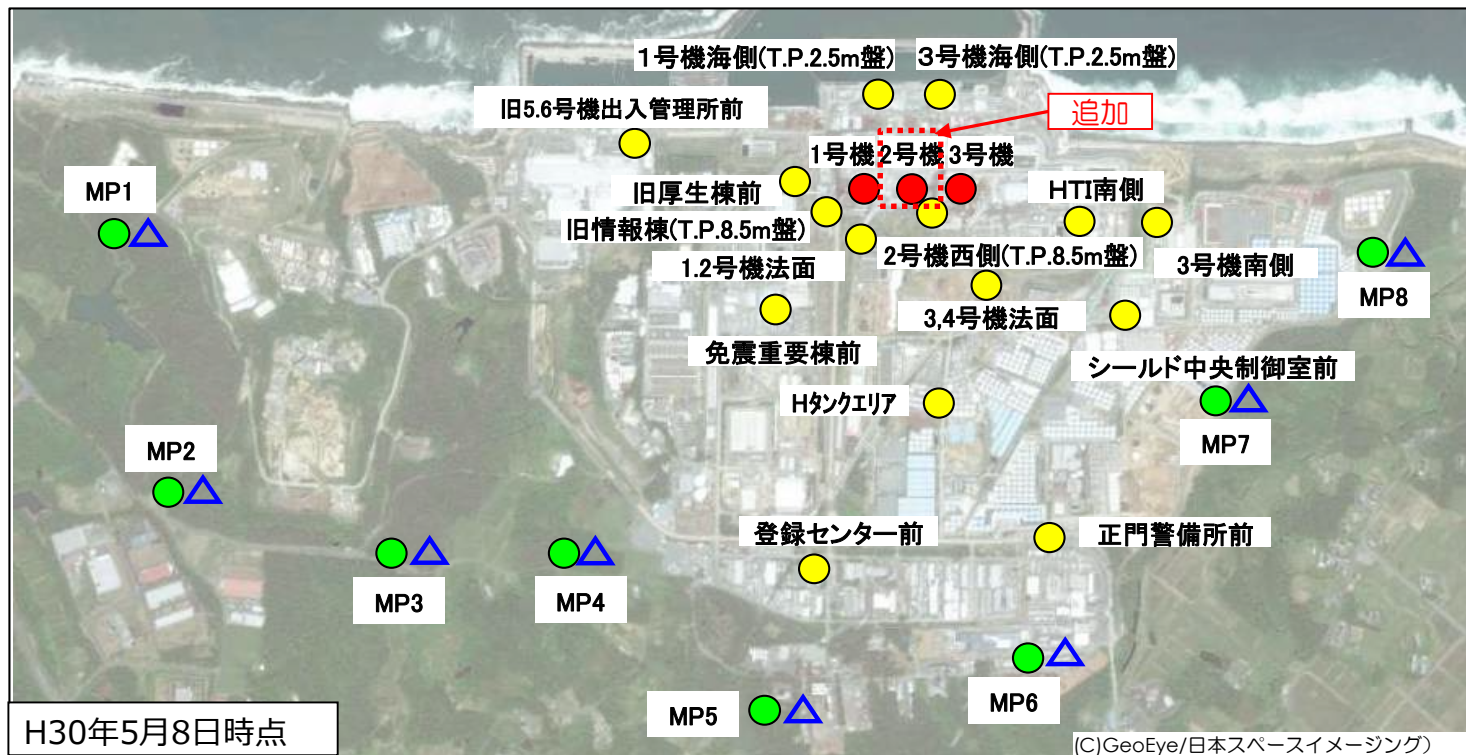 １号機海側(T.P.2.5m盤)
３号機海側(T.P.2.5m盤)
旧5.6号機出入管理所前
追加
1号機
2号機
3号機
MP1
旧厚生棟前
HTI南側
旧情報棟(T.P.8.5m盤)
2号機西側(T.P.8.5m盤)
3号機南側
1.2号機法面
MP8
3,4号機法面
免震重要棟前
シールド中央制御室前
Hﾀﾝｸｴﾘｱ
MP7
MP2
登録センター前
正門警備所前
MP3
MP4
MP6
MP5
H30年5月8日時点
(C)GeoEye/日本スペースイメージング）